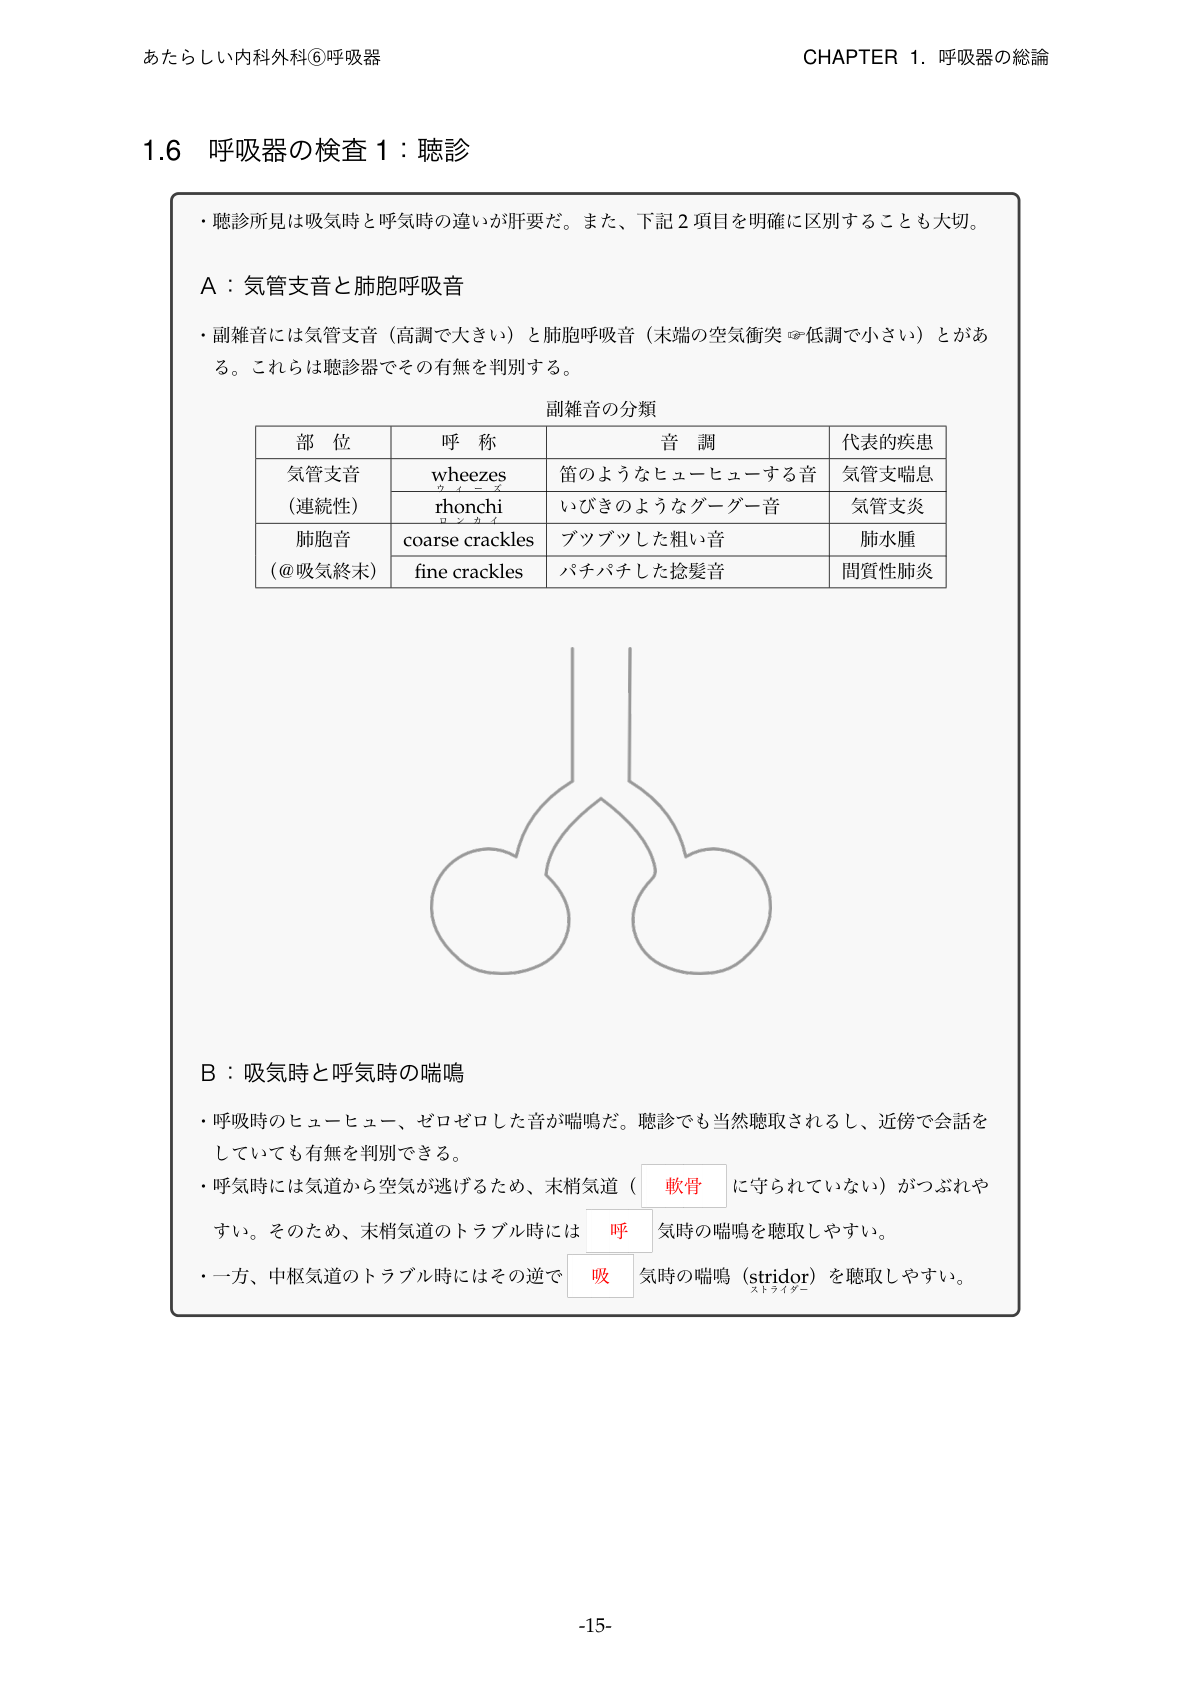 あたらしい内科外科⑥呼吸器
CHAPTER 1. 呼吸器の総論
1.6 呼吸器の検査 1：聴診
・聴診所見は吸気時と呼気時の違いが肝要だ。また、下記 2 項目を明確に区別することも大切。
A：気管支音と肺胞呼吸音
・副雑音には気管支音（高調で大きい）と肺胞呼吸音（末端の空気衝突 ☞低調で小さい）とがあ
る。これらは聴診器でその有無を判別する。
副雑音の分類
部 位 呼 称 音 調 代表的疾患
気管支音 wheezes 笛のようなヒューヒューする音 気管支喘息
ウィーズ
（連続性） rhonchi いびきのようなグーグー音 気管支炎
ロンカイ
肺胞音 coarse crackles ブツブツした粗い音 肺水腫
（@吸気終末） fine crackles パチパチした捻髪音 間質性肺炎
B：吸気時と呼気時の喘鳴
・呼吸時のヒューヒュー、ゼロゼロした音が喘鳴だ。聴診でも当然聴取されるし、近傍で会話を
していても有無を判別できる。
・呼気時には気道から空気が逃げるため、末梢気道（ 軟骨 に守られていない）がつぶれや
すい。そのため、末梢気道のトラブル時には 呼 気時の喘鳴を聴取しやすい。
・一方、中枢気道のトラブル時にはその逆で 吸 気時の喘鳴（stridor）を聴取しやすい。
ストライダー
-15-